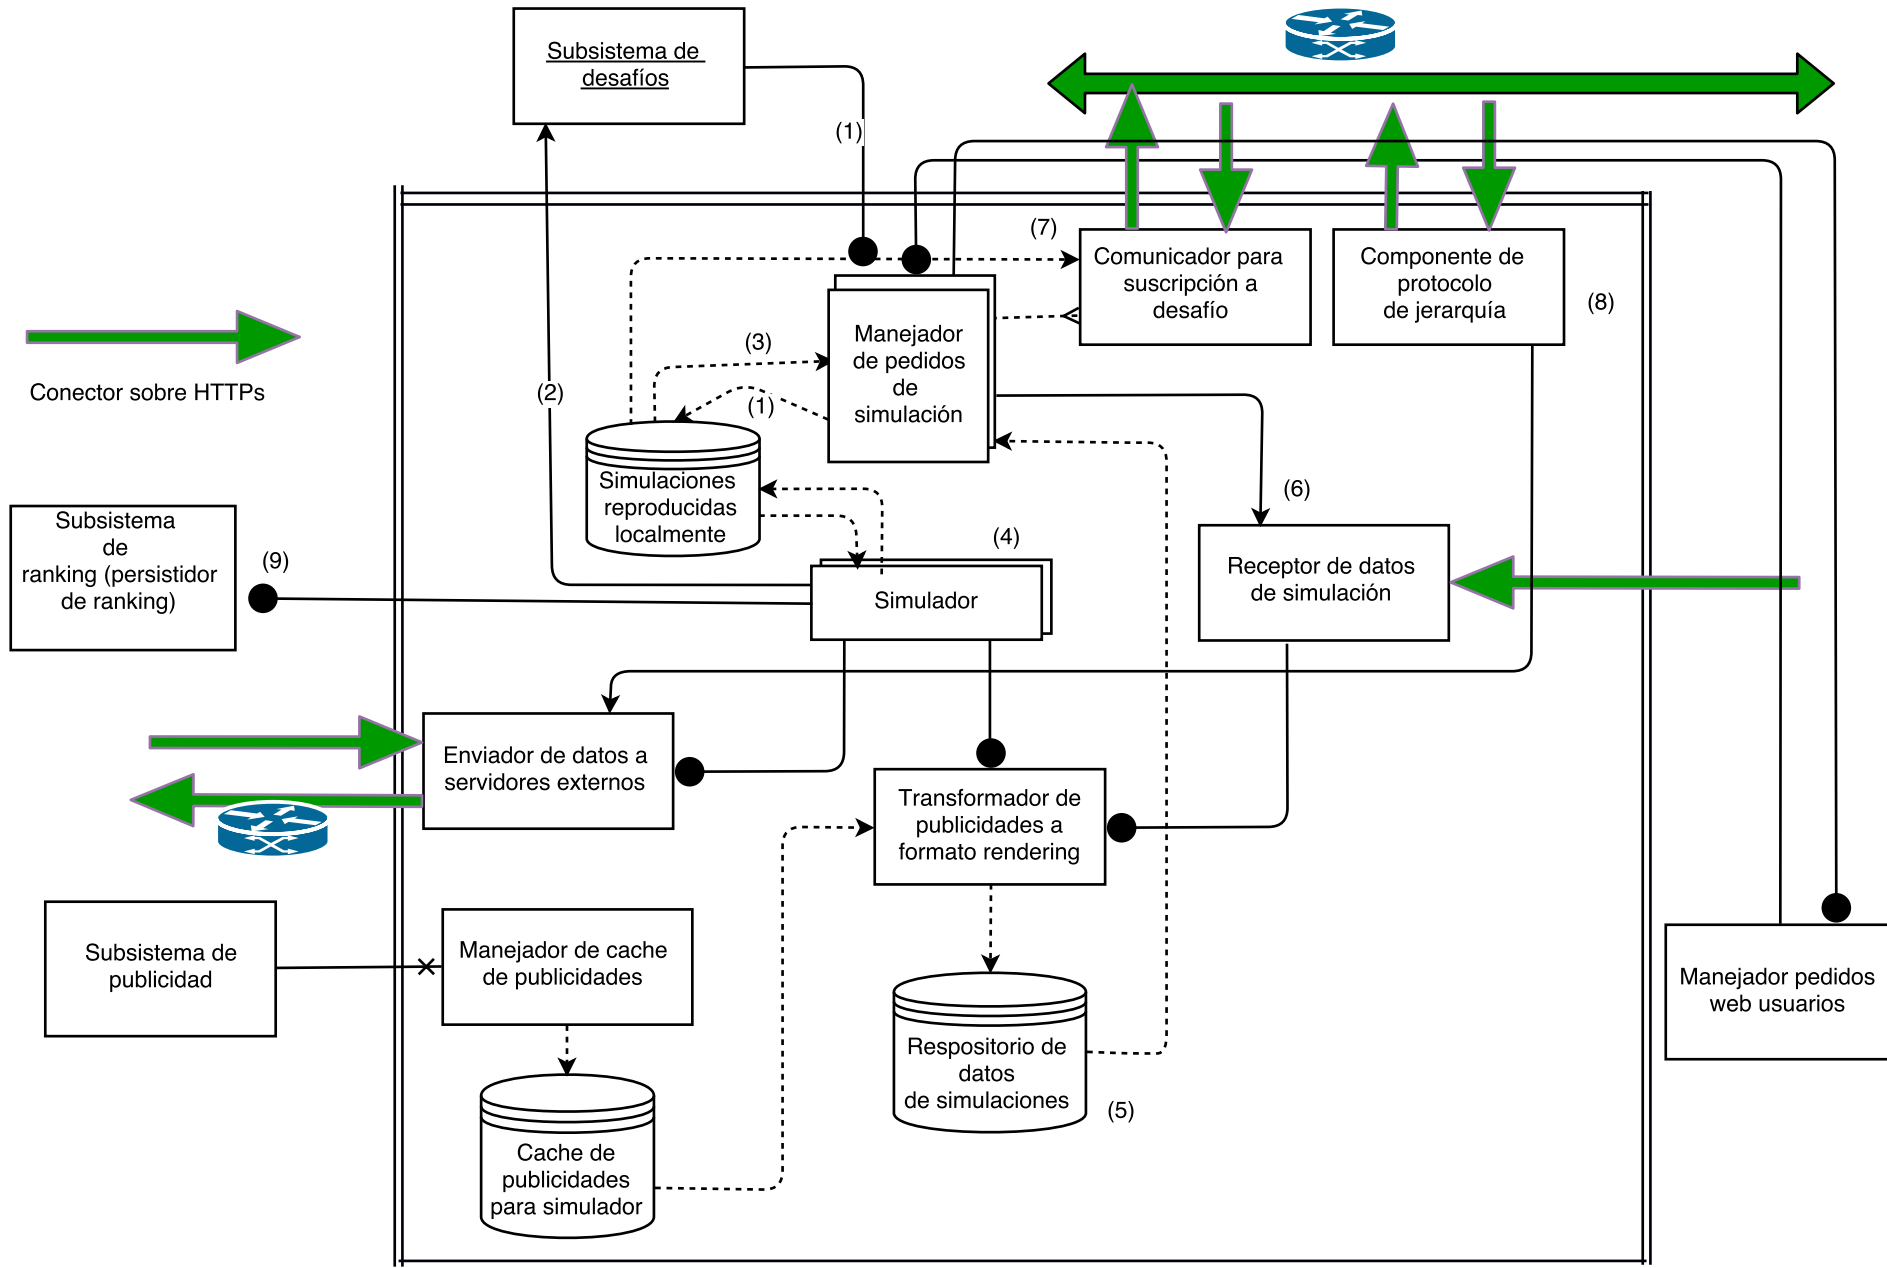 Subsistema de
desafíos
(1)
(7)
Comunicador para
suscripción a
desafío
Componente de
protocolo
de jerarquía
(8)
Conector sobre HTTPs
(3)
(2)
(1)
Manejador
de pedidos
de
simulación
Simulaciones
reproducidas
localmente
(6)
Subsistema
de
ranking (persistidor
de ranking)
(9)
(4)
Simulador
Receptor de datos
de simulación
Enviador de datos a
servidores externos
Transformador de
publicidades a
formato rendering
Subsistema de
publicidad
Manejador de cache
de publicidades
Manejador pedidos
web usuarios
Respositorio de
datos
de simulaciones
(5)
Cache de
publicidades
para simulador